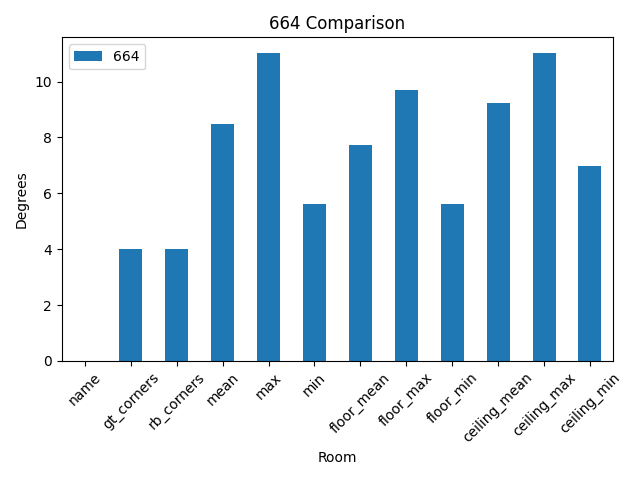 664 Comparison
664
Degrees
10
8
6
4
2
0
name
gt_corners
rb_corners
mean
max
min
floor_mean
floor_max
floor_min
ceiling_mean
ceiling_max
ceiling_min
Room